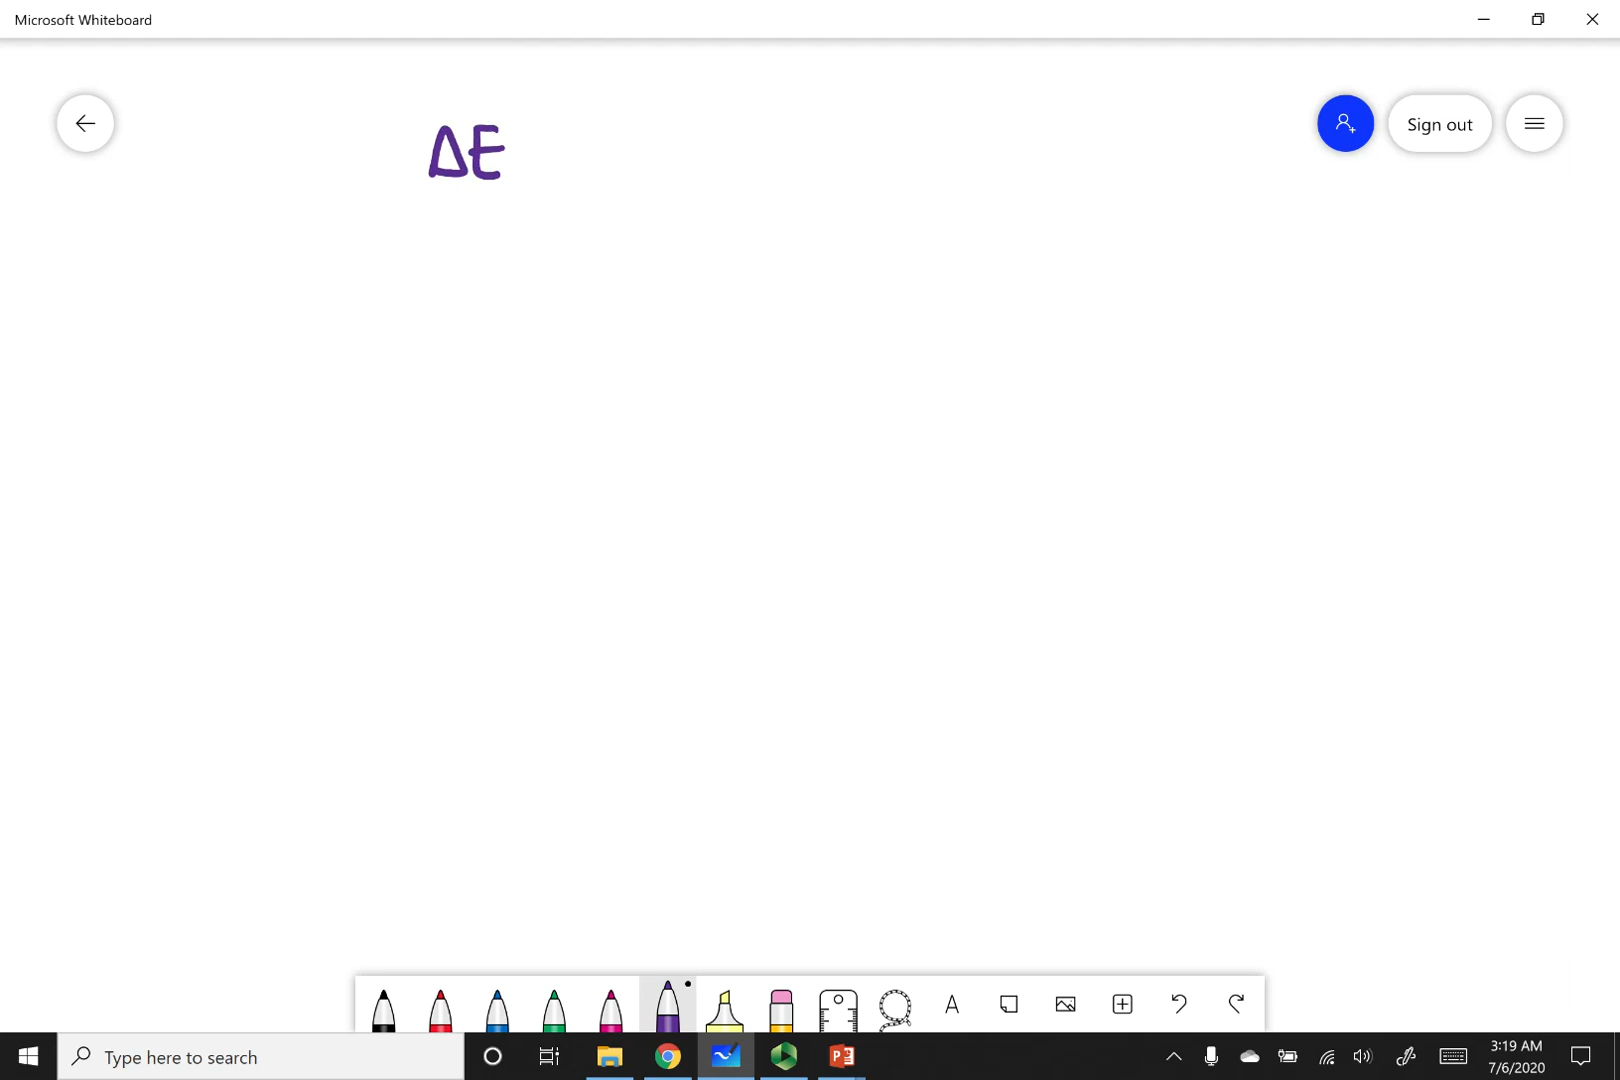 Microsoft Whiteboard
ΔE
Sign out
A
Type here to search
3:19 AM
7/6/2020